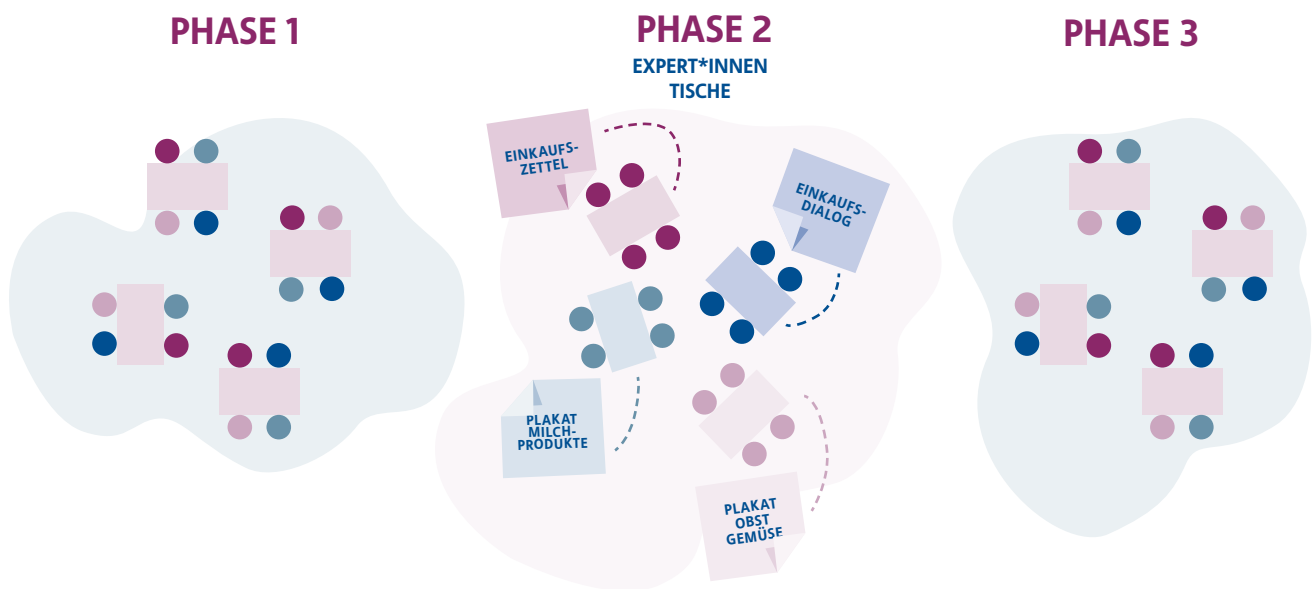 PHASE 1
PHASE 2
EXPERT*INNEN
TISCHE
PHASE 3
EINKAUFS-
ZETTEL
EINKAUFS-
DIALOG
PLAKAT
MILCH-
PRODUKTE
PLAKAT
OBST
GEMÜSE